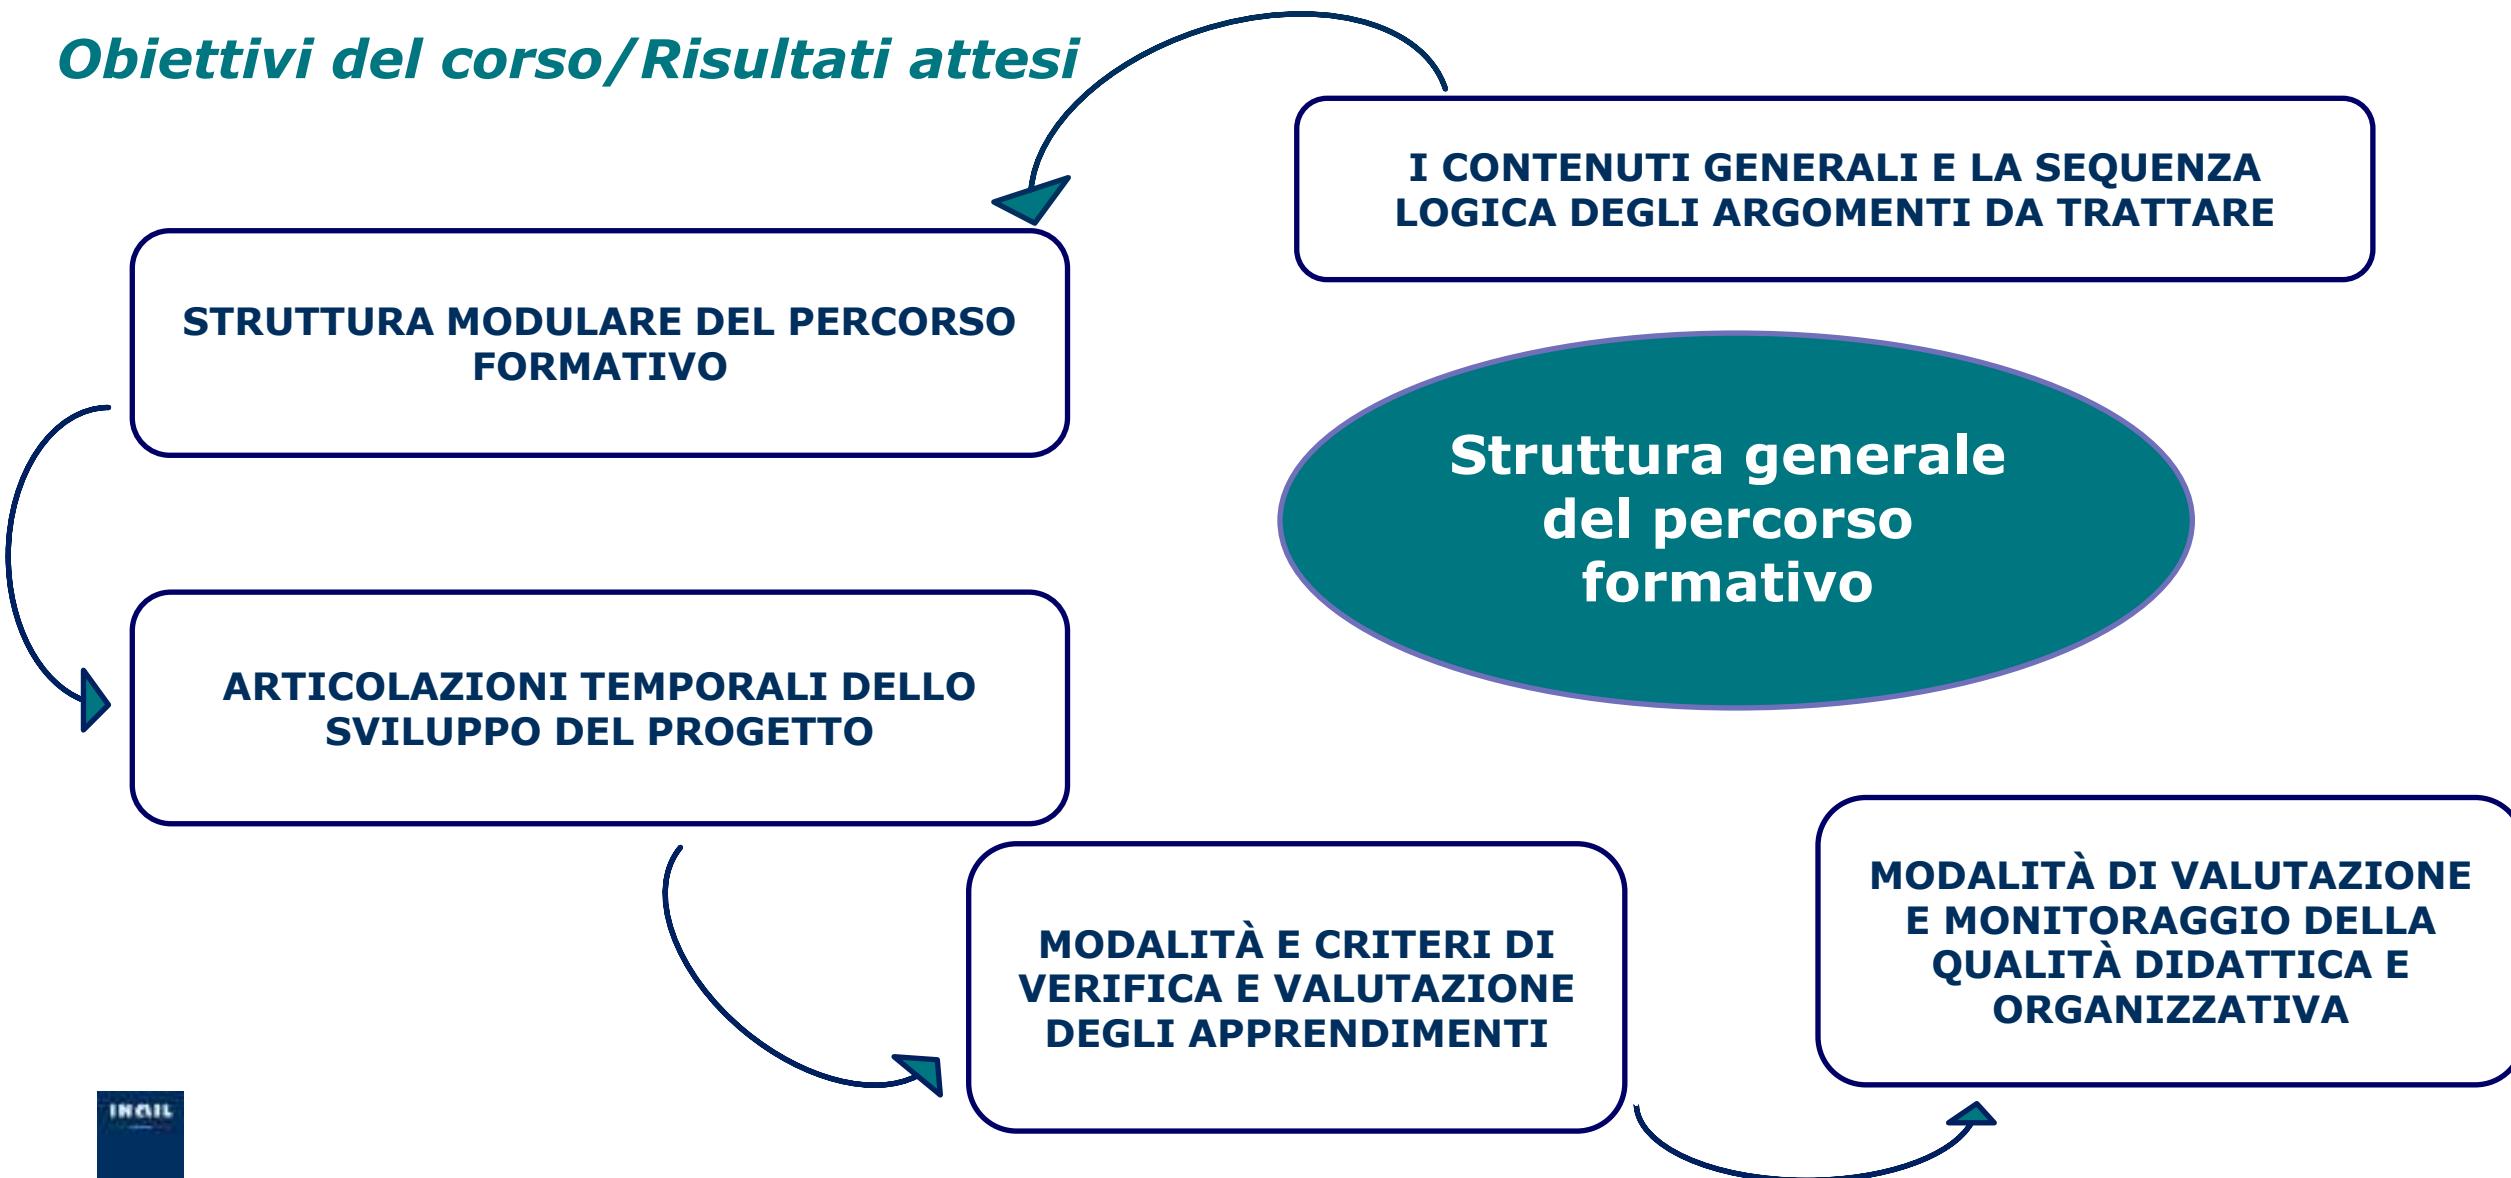 Obiettivi del corso/Risultati attesi
I CONTENUTI GENERALI E LA SEQUENZA
LOGICA DEGLI ARGOMENTI DA TRATTARE
STRUTTURA MODULARE DEL PERCORSO
FORMATIVO
Struttura generale
del percorso
formativo
ARTICOLAZIONI TEMPORALI DELLO
SVILUPPO DEL PROGETTO
MODALITÀ E CRITERI DI
VERIFICA E VALUTAZIONE
DEGLI APPRENDIMENTI
MODALITÀ DI VALUTAZIONE
E MONITORAGGIO DELLA
QUALITÀ DIDATTICA E
ORGANIZZATIVA
INAIL